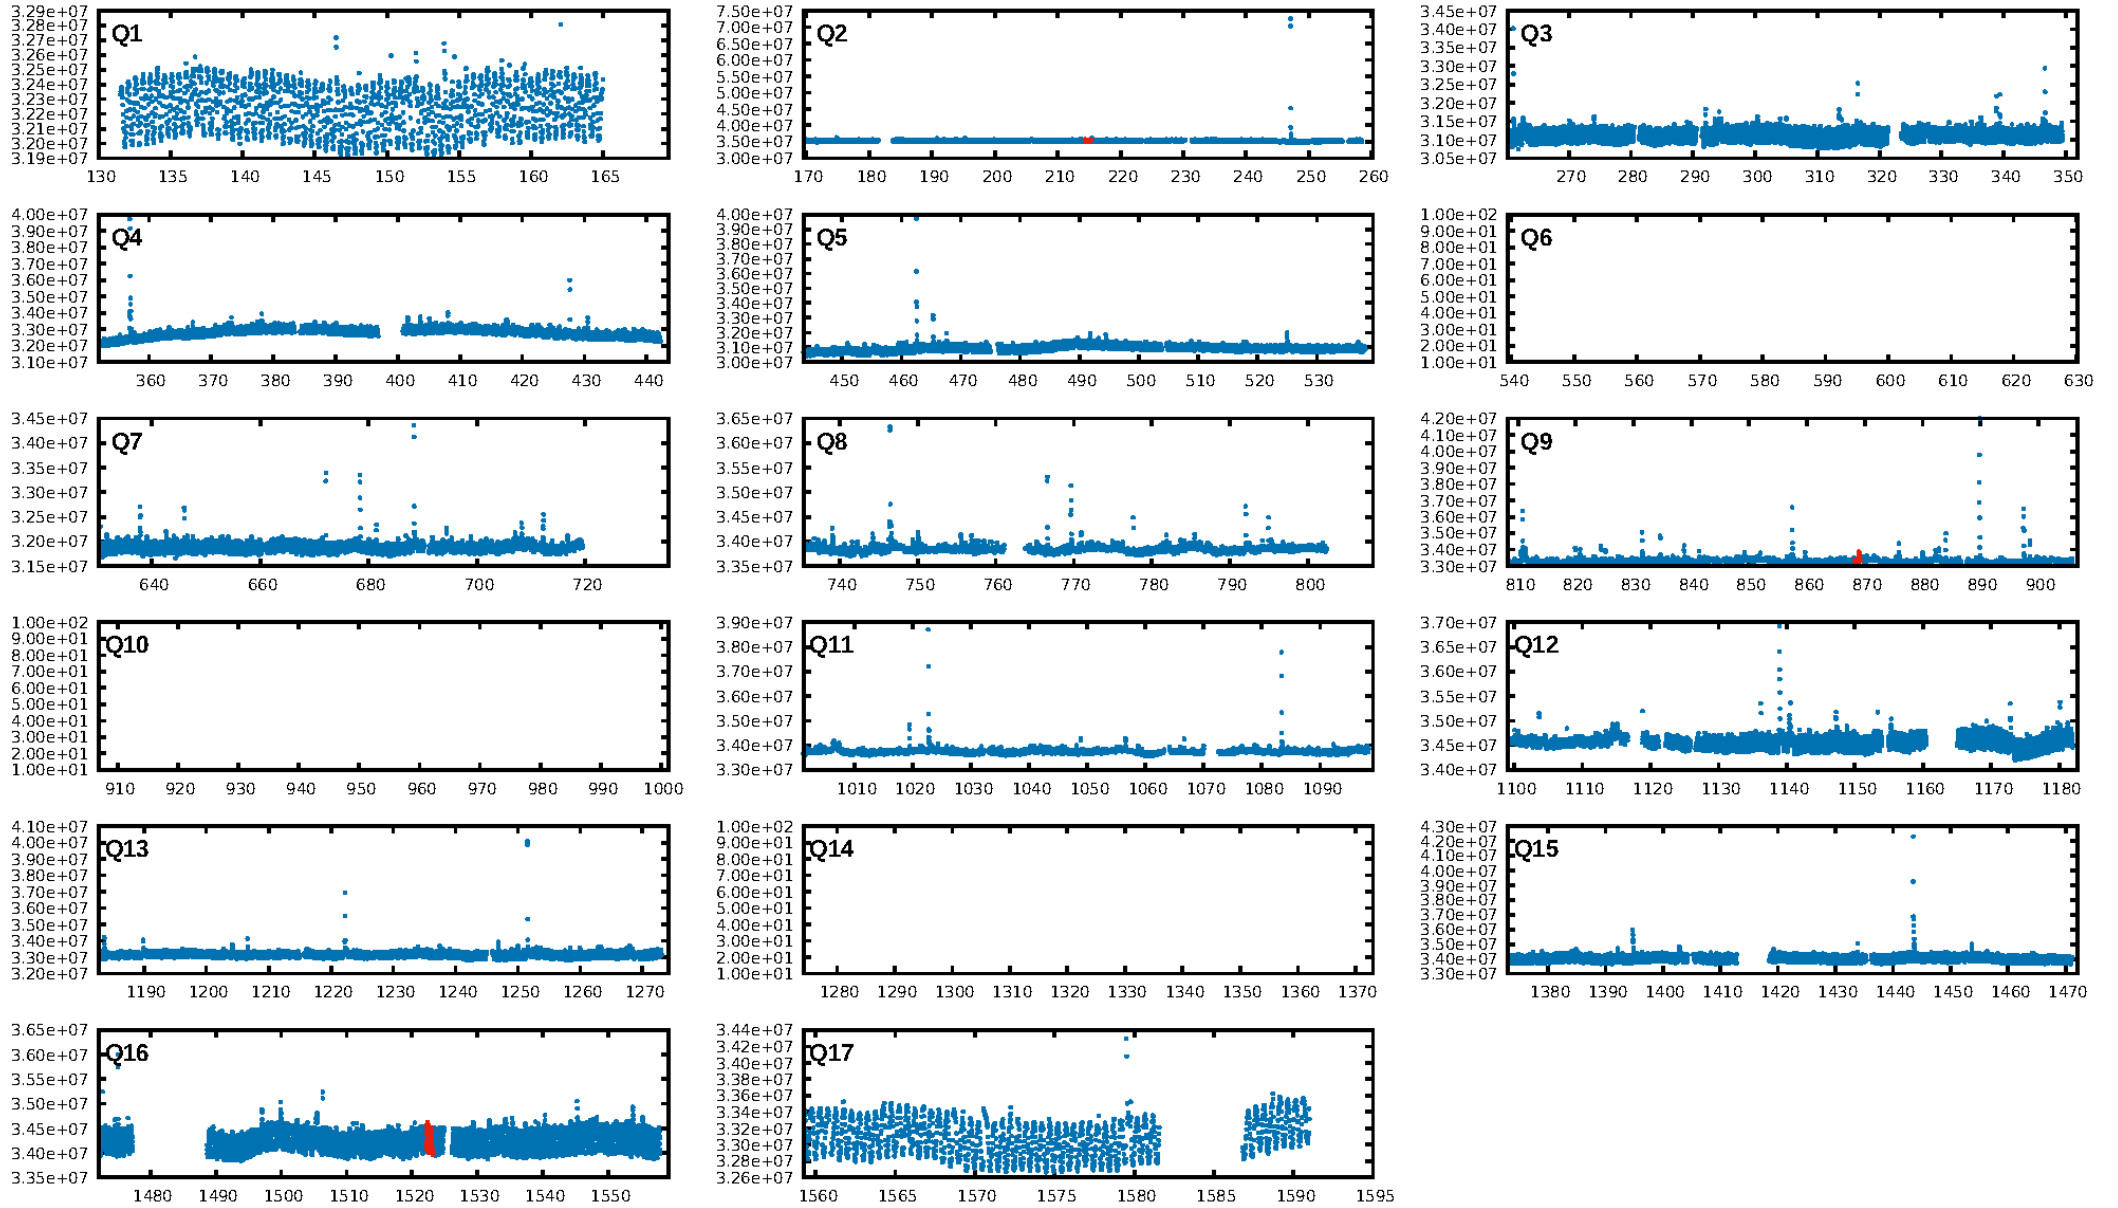 Q1
3.29e+07
3.28e+07
3.27e+07
3.26e+07
3.25e+07
3.24e+07
3.23e+07
3.22e+07
3.21e+07
3.20e+07
3.19e+07
130 135 140 145 150 155 160 165
Q2
7.50e+07
7.00e+07
6.50e+07
6.00e+07
5.50e+07
5.00e+07
4.50e+07
4.00e+07
3.50e+07
3.00e+07
170 180 190 200 210 220 230 240 250 260
Q3
3.45e+07
3.40e+07
3.35e+07
3.30e+07
3.25e+07
3.20e+07
3.15e+07
3.10e+07
3.05e+07
270 280 290 300 310 320 330 340 350
Q4
4.00e+07
3.90e+07
3.80e+07
3.70e+07
3.60e+07
3.50e+07
3.40e+07
3.30e+07
3.20e+07
3.10e+07
360 370 380 390 400 410 420 430 440
Q5
4.00e+07
3.90e+07
3.80e+07
3.70e+07
3.60e+07
3.50e+07
3.40e+07
3.30e+07
3.20e+07
3.10e+07
3.00e+07
450 460 470 480 490 500 510 520 530
Q6
1.00e+02
9.00e+01
8.00e+01
7.00e+01
6.00e+01
5.00e+01
4.00e+01
3.00e+01
2.00e+01
1.00e+01
540 550 560 570 580 590 600 610 620 630
Q7
3.45e+07
3.40e+07
3.35e+07
3.30e+07
3.25e+07
3.20e+07
3.15e+07
640 660 680 700 720
Q8
3.65e+07
3.60e+07
3.55e+07
3.50e+07
3.45e+07
3.40e+07
3.35e+07
740 750 760 770 780 790 800
Q9
4.20e+07
4.10e+07
4.00e+07
3.90e+07
3.80e+07
3.70e+07
3.60e+07
3.50e+07
3.40e+07
3.30e+07
810 820 830 840 850 860 870 880 890 900
Q10
1.00e+02
9.00e+01
8.00e+01
7.00e+01
6.00e+01
5.00e+01
4.00e+01
3.00e+01
2.00e+01
1.00e+01
910 920 930 940 950 960 970 980 990 1000
Q11
3.90e+07
3.80e+07
3.70e+07
3.60e+07
3.50e+07
3.40e+07
3.30e+07
1010 1020 1030 1040 1050 1060 1070 1080 1090
Q12
3.70e+07
3.65e+07
3.60e+07
3.55e+07
3.50e+07
3.45e+07
3.40e+07
1100 1110 1120 1130 1140 1150 1160 1170 1180
Q13
4.10e+07
4.00e+07
3.90e+07
3.80e+07
3.70e+07
3.60e+07
3.50e+07
3.40e+07
3.30e+07
3.20e+07
1190 1200 1210 1220 1230 1240 1250 1260 1270
Q14
1.00e+02
9.00e+01
8.00e+01
7.00e+01
6.00e+01
5.00e+01
4.00e+01
3.00e+01
2.00e+01
1.00e+01
1280 1290 1300 1310 1320 1330 1340 1350 1360 1370
Q15
4.30e+07
4.20e+07
4.10e+07
4.00e+07
3.90e+07
3.80e+07
3.70e+07
3.60e+07
3.50e+07
3.40e+07
3.30e+07
1380 1390 1400 1410 1420 1430 1440 1450 1460 1470
Q16
3.65e+07
3.60e+07
3.55e+07
3.50e+07
3.45e+07
3.40e+07
3.35e+07
1480 1490 1500 1510 1520 1530 1540 1550
Q17
3.44e+07
3.42e+07
3.40e+07
3.38e+07
3.36e+07
3.34e+07
3.32e+07
3.30e+07
3.28e+07
3.26e+07
1560 1565 1570 1575 1580 1585 1590 1595